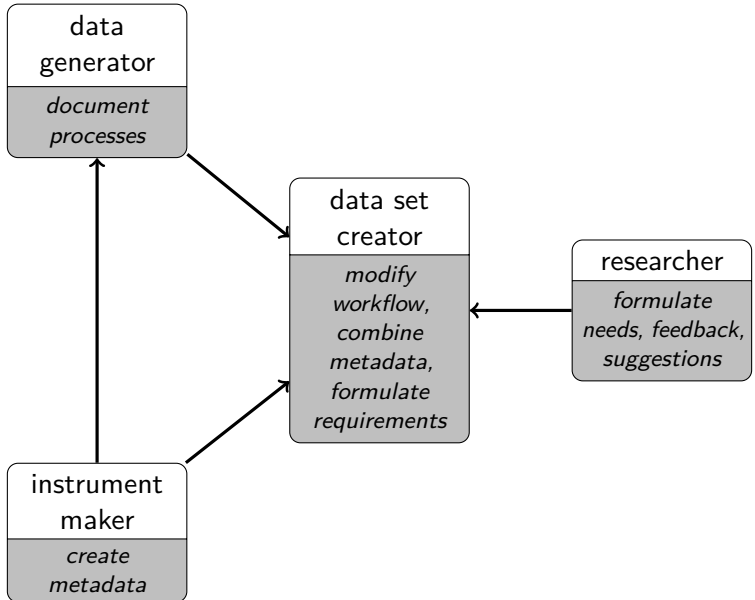 data
generator
document
processes
data set
creator
modify
workflow,
combine
metadata,
formulate
requirements
researcher
formulate
needs, feedback,
suggestions
instrument
maker
create
metadata